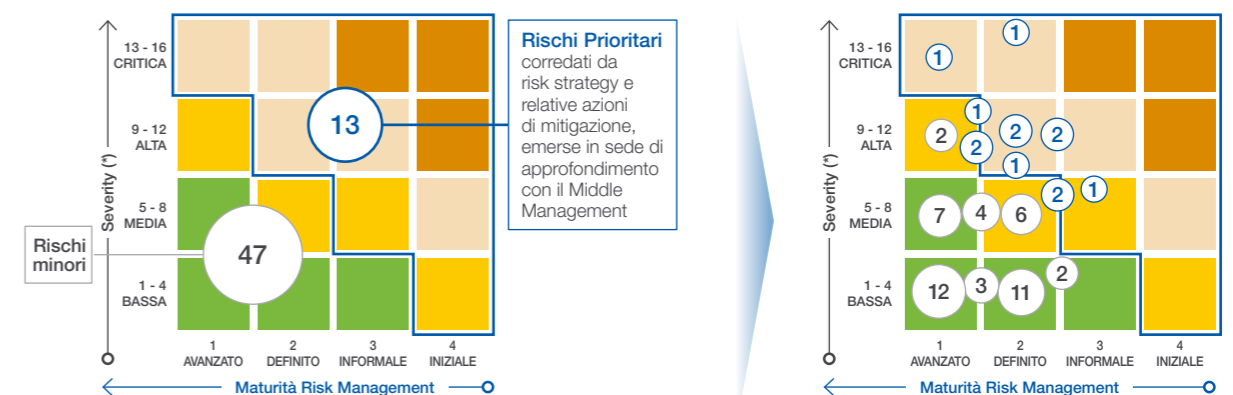 Severity (*)
13 - 16
CRITICA
9 - 12
ALTA
5 - 8
MEDIA
1 - 4
BASSA
13
47
Rischi
minori
Rischi Prioritari
corredati da
risk strategy e
relative azioni
di mitigazione,
emerse in sede di
approfondimento
con il Middle
Management
1
AVANZATO
2
DEFINITO
3
INFORMALE
4
INIZIALE
Maturità Risk Management
Severity (*)
13 - 16
CRITICA
9 - 12
ALTA
5 - 8
MEDIA
1 - 4
BASSA
1
1
1
2
2
2
2
1
2
1
7
4
6
12
3
11
2
1
AVANZATO
2
DEFINITO
3
INFORMALE
4
INIZIALE
Maturità Risk Management